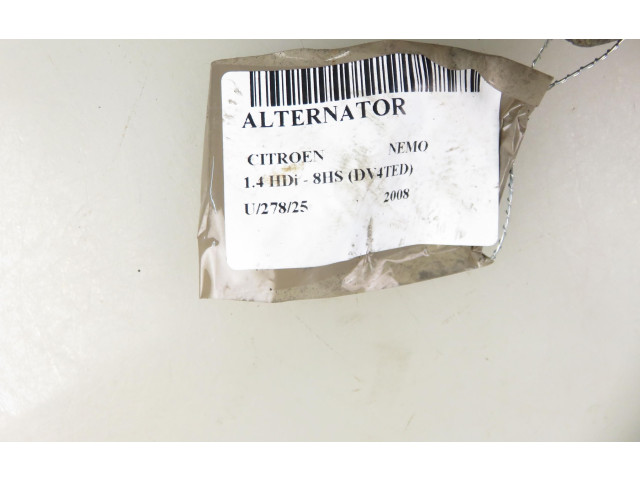 ALTERNATOR
CITROEN NEMO
1.4 HDi - 8HS (DV4TED)
U/278/25 2008